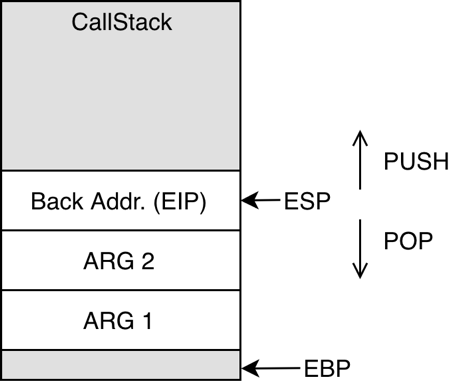 CallStack
PUSH
Back Addr. (EIP)
ESP
POP
ARG 2
ARG 1
EBP